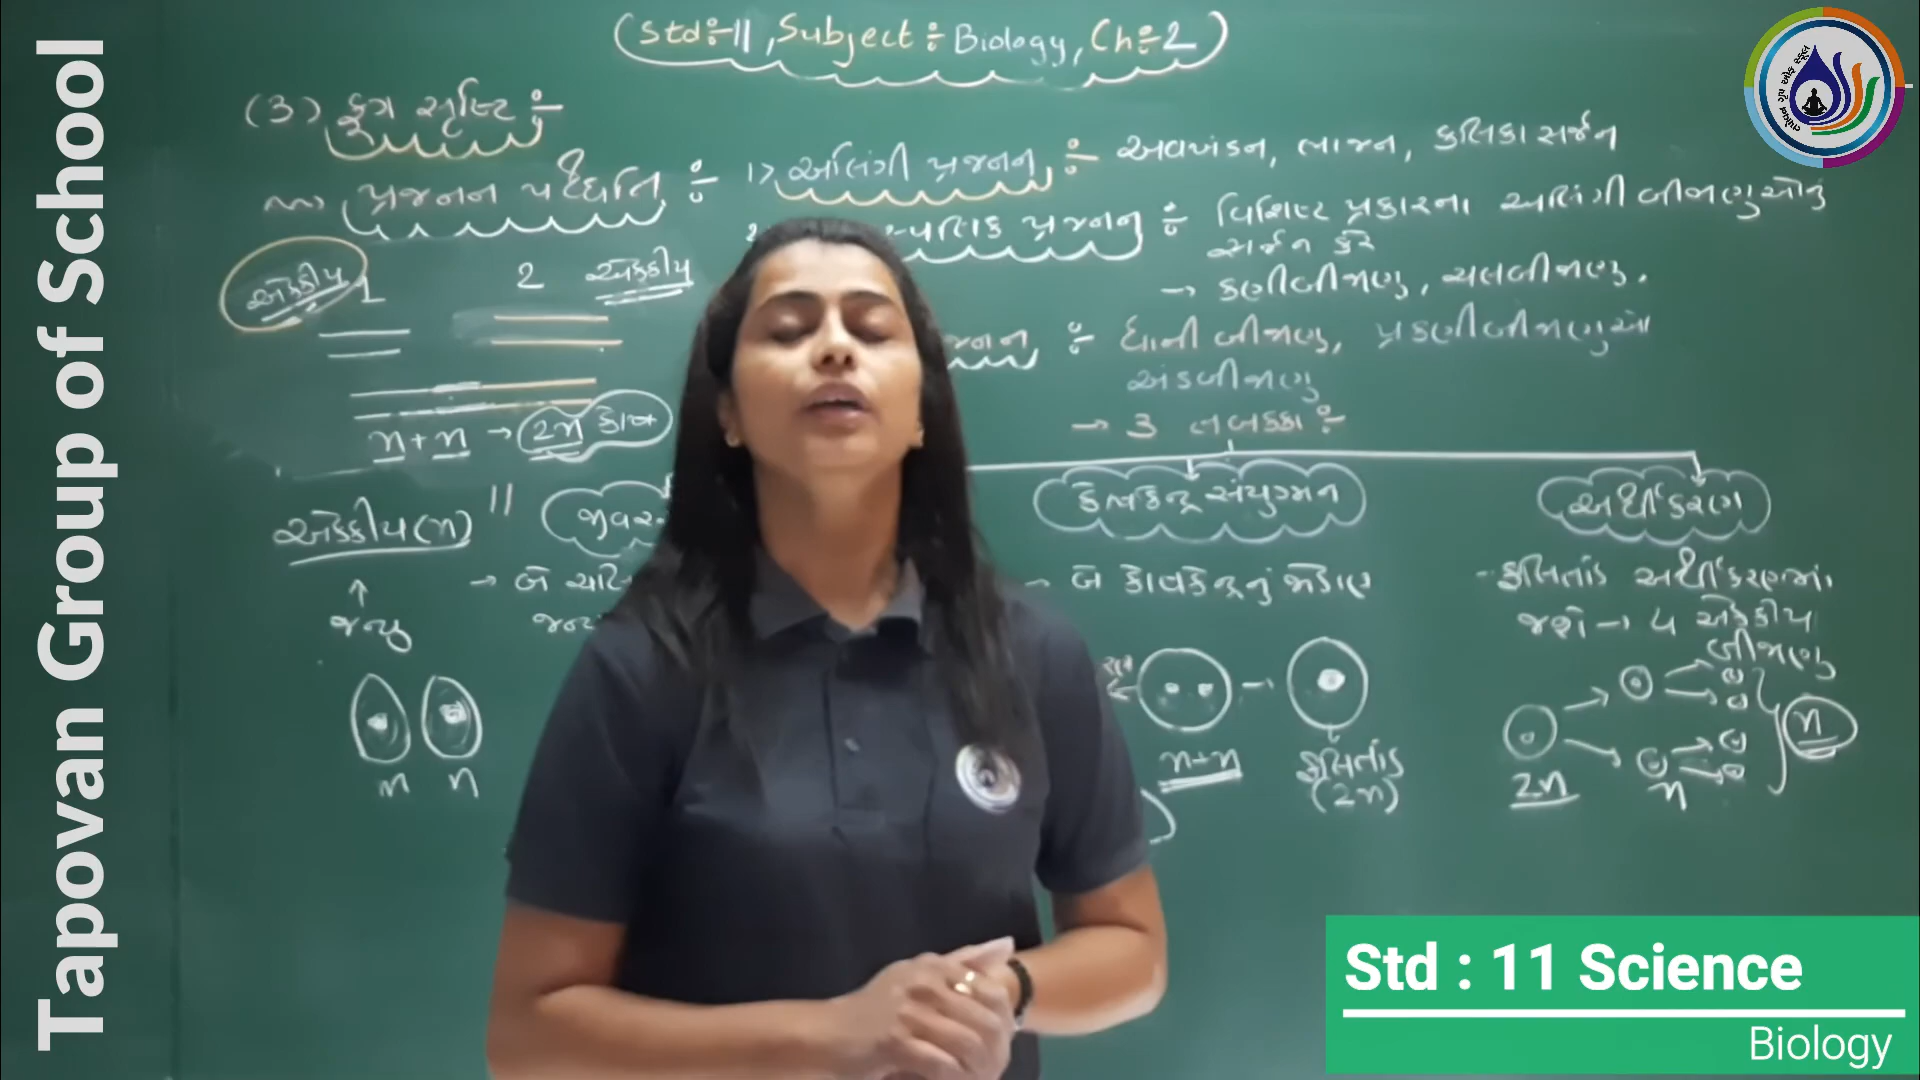 Tapovan Group of School
(Std ÷ 11, Subject ÷ Biology, Ch ÷ 2)
(3) ફુગ સૃષ્ટિ ÷
પ્રજનન પદ્ધતિ ÷ 1> અલિંગી પ્રજનન ÷ અવખંડન, ભાજન, કલિકા સર્જન
પ્રજનન ÷ વિશિષ્ટ પ્રકારના અલિંગી બીજાણુઓનું
સર્જન કરે
→ કણીબીજાણુ, ચલબીજાણુ.
÷ ધાની બીજાણુ, પ્રકણીબીજાણુઓ
અંડબીજાણુ
→ 3 તબક્કા ÷
એકકીય 1 2 એકકીય
n+n → 2n કોષ
એકકીય (n)
↑
જન્યુ
n n
→ બે
કોષકેન્દ્ર સંયુગ્મન
→ બે કોષકેન્દ્રનું જોડાણ
n+n
ફલિતાંડ
(2n)
અર્ધીકરણ
- ફલિતાંડ અર્ધીકરણમાં
જશે → 4 એકકીય
બીજાણુ
2n n n
Std : 11 Science
Biology